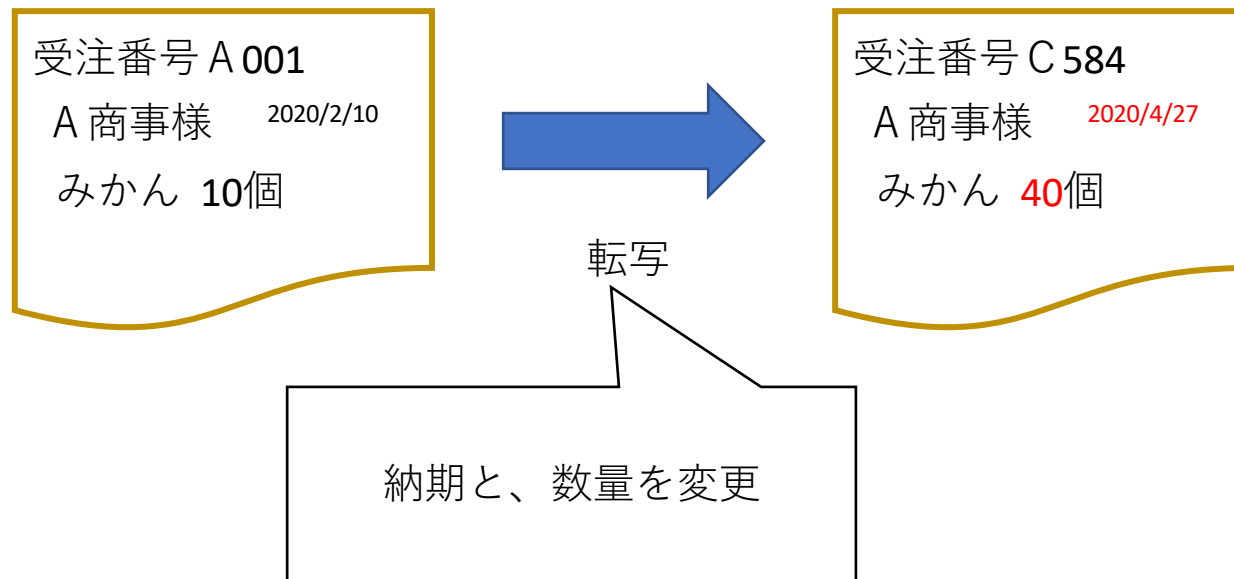 受注番号Ａ001
Ａ商事様 2020/2/10
みかん 10個
転写
納期と、数量を変更
受注番号Ｃ584
Ａ商事様 2020/4/27
みかん 40個